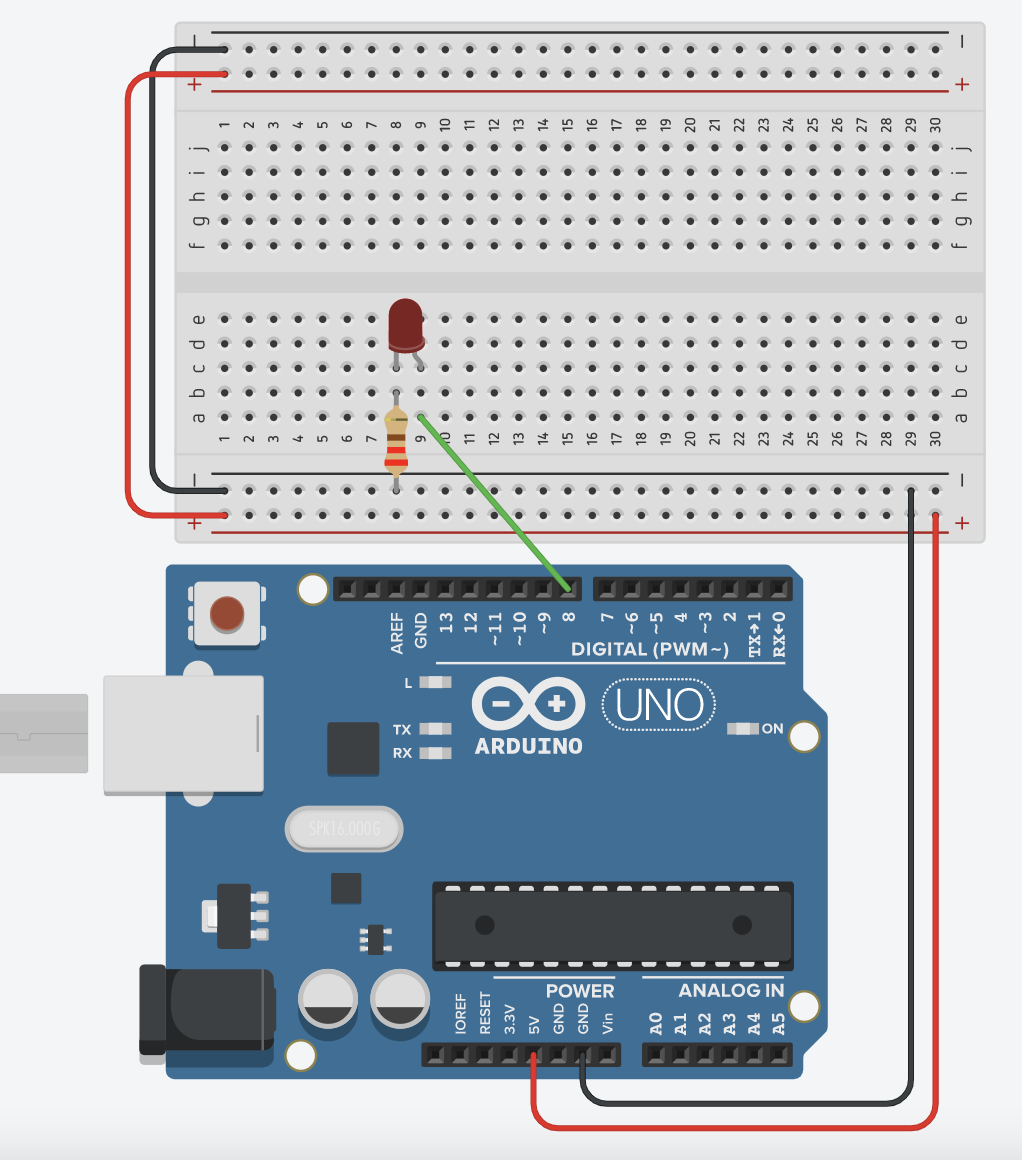 − −
+ +
1 2 3 4 5 6 7 8 9 10 11 12 13 14 15 16 17 18 19 20 21 22 23 24 25 26 27 28 29 30
j j
i i
h h
g g
f f
e e
d d
c c
b b
a a
1 2 3 4 5 6 7 8 9 10 11 12 13 14 15 16 17 18 19 20 21 22 23 24 25 26 27 28 29 30
− −
+ +
AREF GND 13 12 ~11 ~10 ~9 8 7 ~6 ~5 4 ~3 2 TX→1 RX←0
DIGITAL (PWM~)
L
TX
RX
UNO
ON
ARDUINO
SPK16.000G
POWER
ANALOG IN
IOREF RESET 3.3V 5V GND GND Vin A0 A1 A2 A3 A4 A5